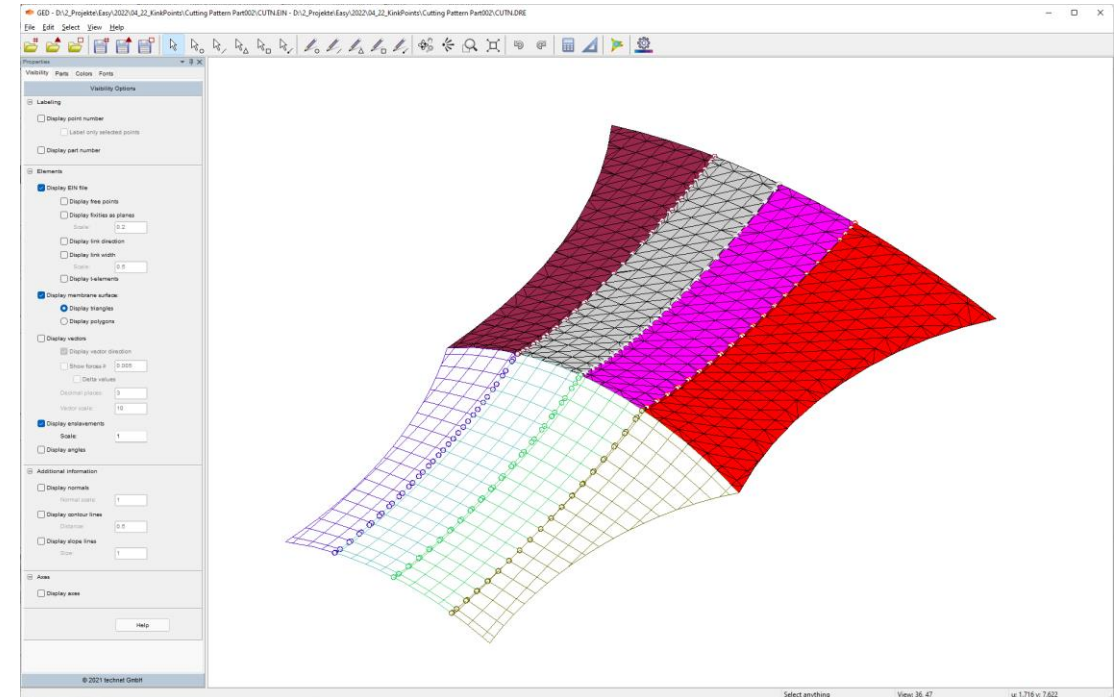 GED - D:\2_Projekte\Easy\2022\04_22_KinkPoints\Cutting Pattern Part002\CUTN.EIN - D:\2_Projekte\Easy\2022\04_22_KinkPoints\Cutting Pattern Part002\CUTN.DRE
File Edit Select View Help
Properties
Visibility Parts Colors Fonts
Visibility Options
Labeling
Display point number
Label only selected points
Display part number
Elements
Display EIN file
Display free points
Display fixities as planes
Scale: 0.2
Display link direction
Display link width
Scale: 0.5
Display t-elements
Display membrane surface:
Display triangles
Display polygons
Display vectors
Display vector direction
Show forces ≥ 0.005
Delta values
Decimal places: 3
Vector scale: 10
Display enslavements
Scale: 1
Display angles
Additional information
Display normals
Normal scale: 1
Display contour lines
Distance: 0.5
Display slope lines
Size: 1
Axes
Display axes
Help
© 2021 technet GmbH
Select anything View: 36, 47 u: 1.716 v: 7.622